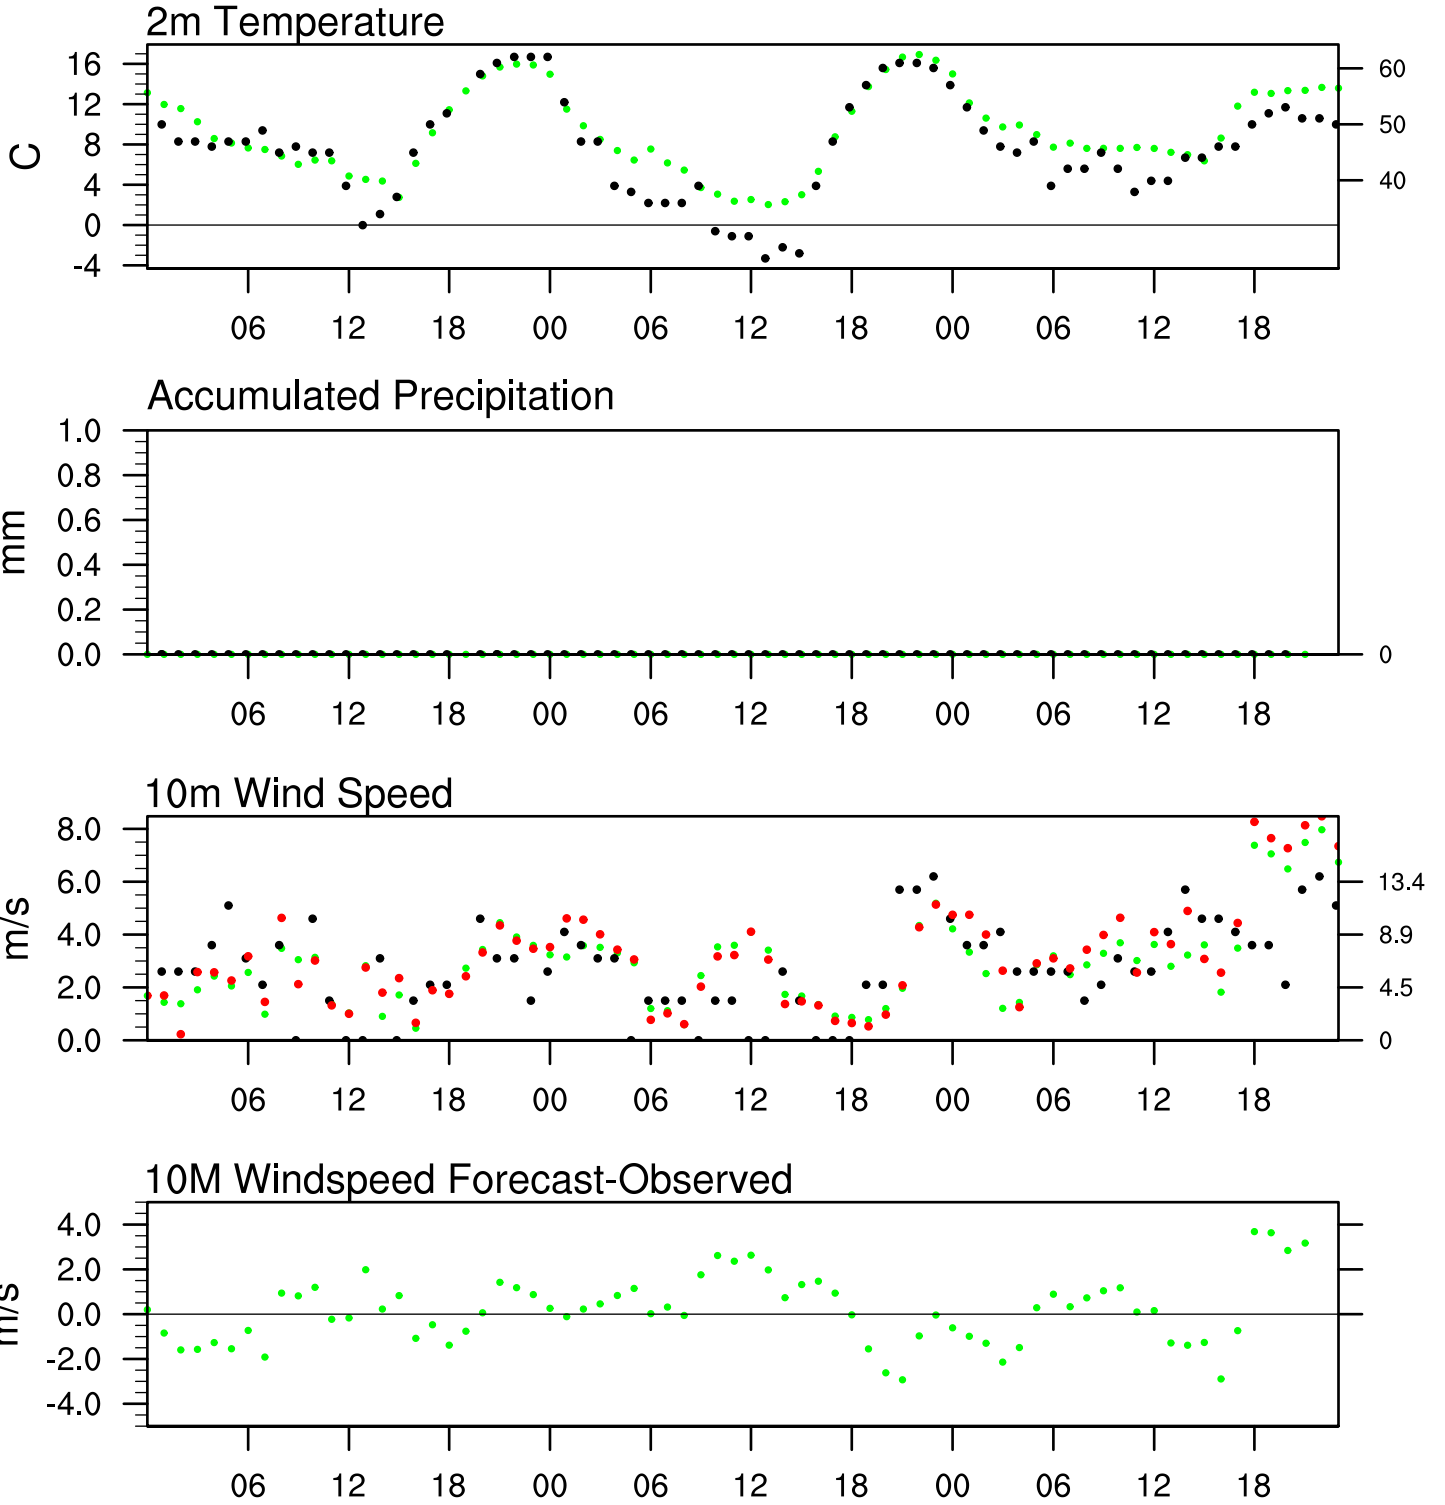 2m Temperature
16
12
8
4
0
-4
C
60
50
40
06 12 18 00 06 12 18 00 06 12 18
Accumulated Precipitation
1.0
0.8
0.6
0.4
0.2
0.0
mm
0
06 12 18 00 06 12 18 00 06 12 18
10m Wind Speed
8.0
6.0
4.0
2.0
0.0
m/s
13.4
8.9
4.5
0
06 12 18 00 06 12 18 00 06 12 18
10M Windspeed Forecast-Observed
4.0
2.0
0.0
-2.0
-4.0
m/s
06 12 18 00 06 12 18 00 06 12 18